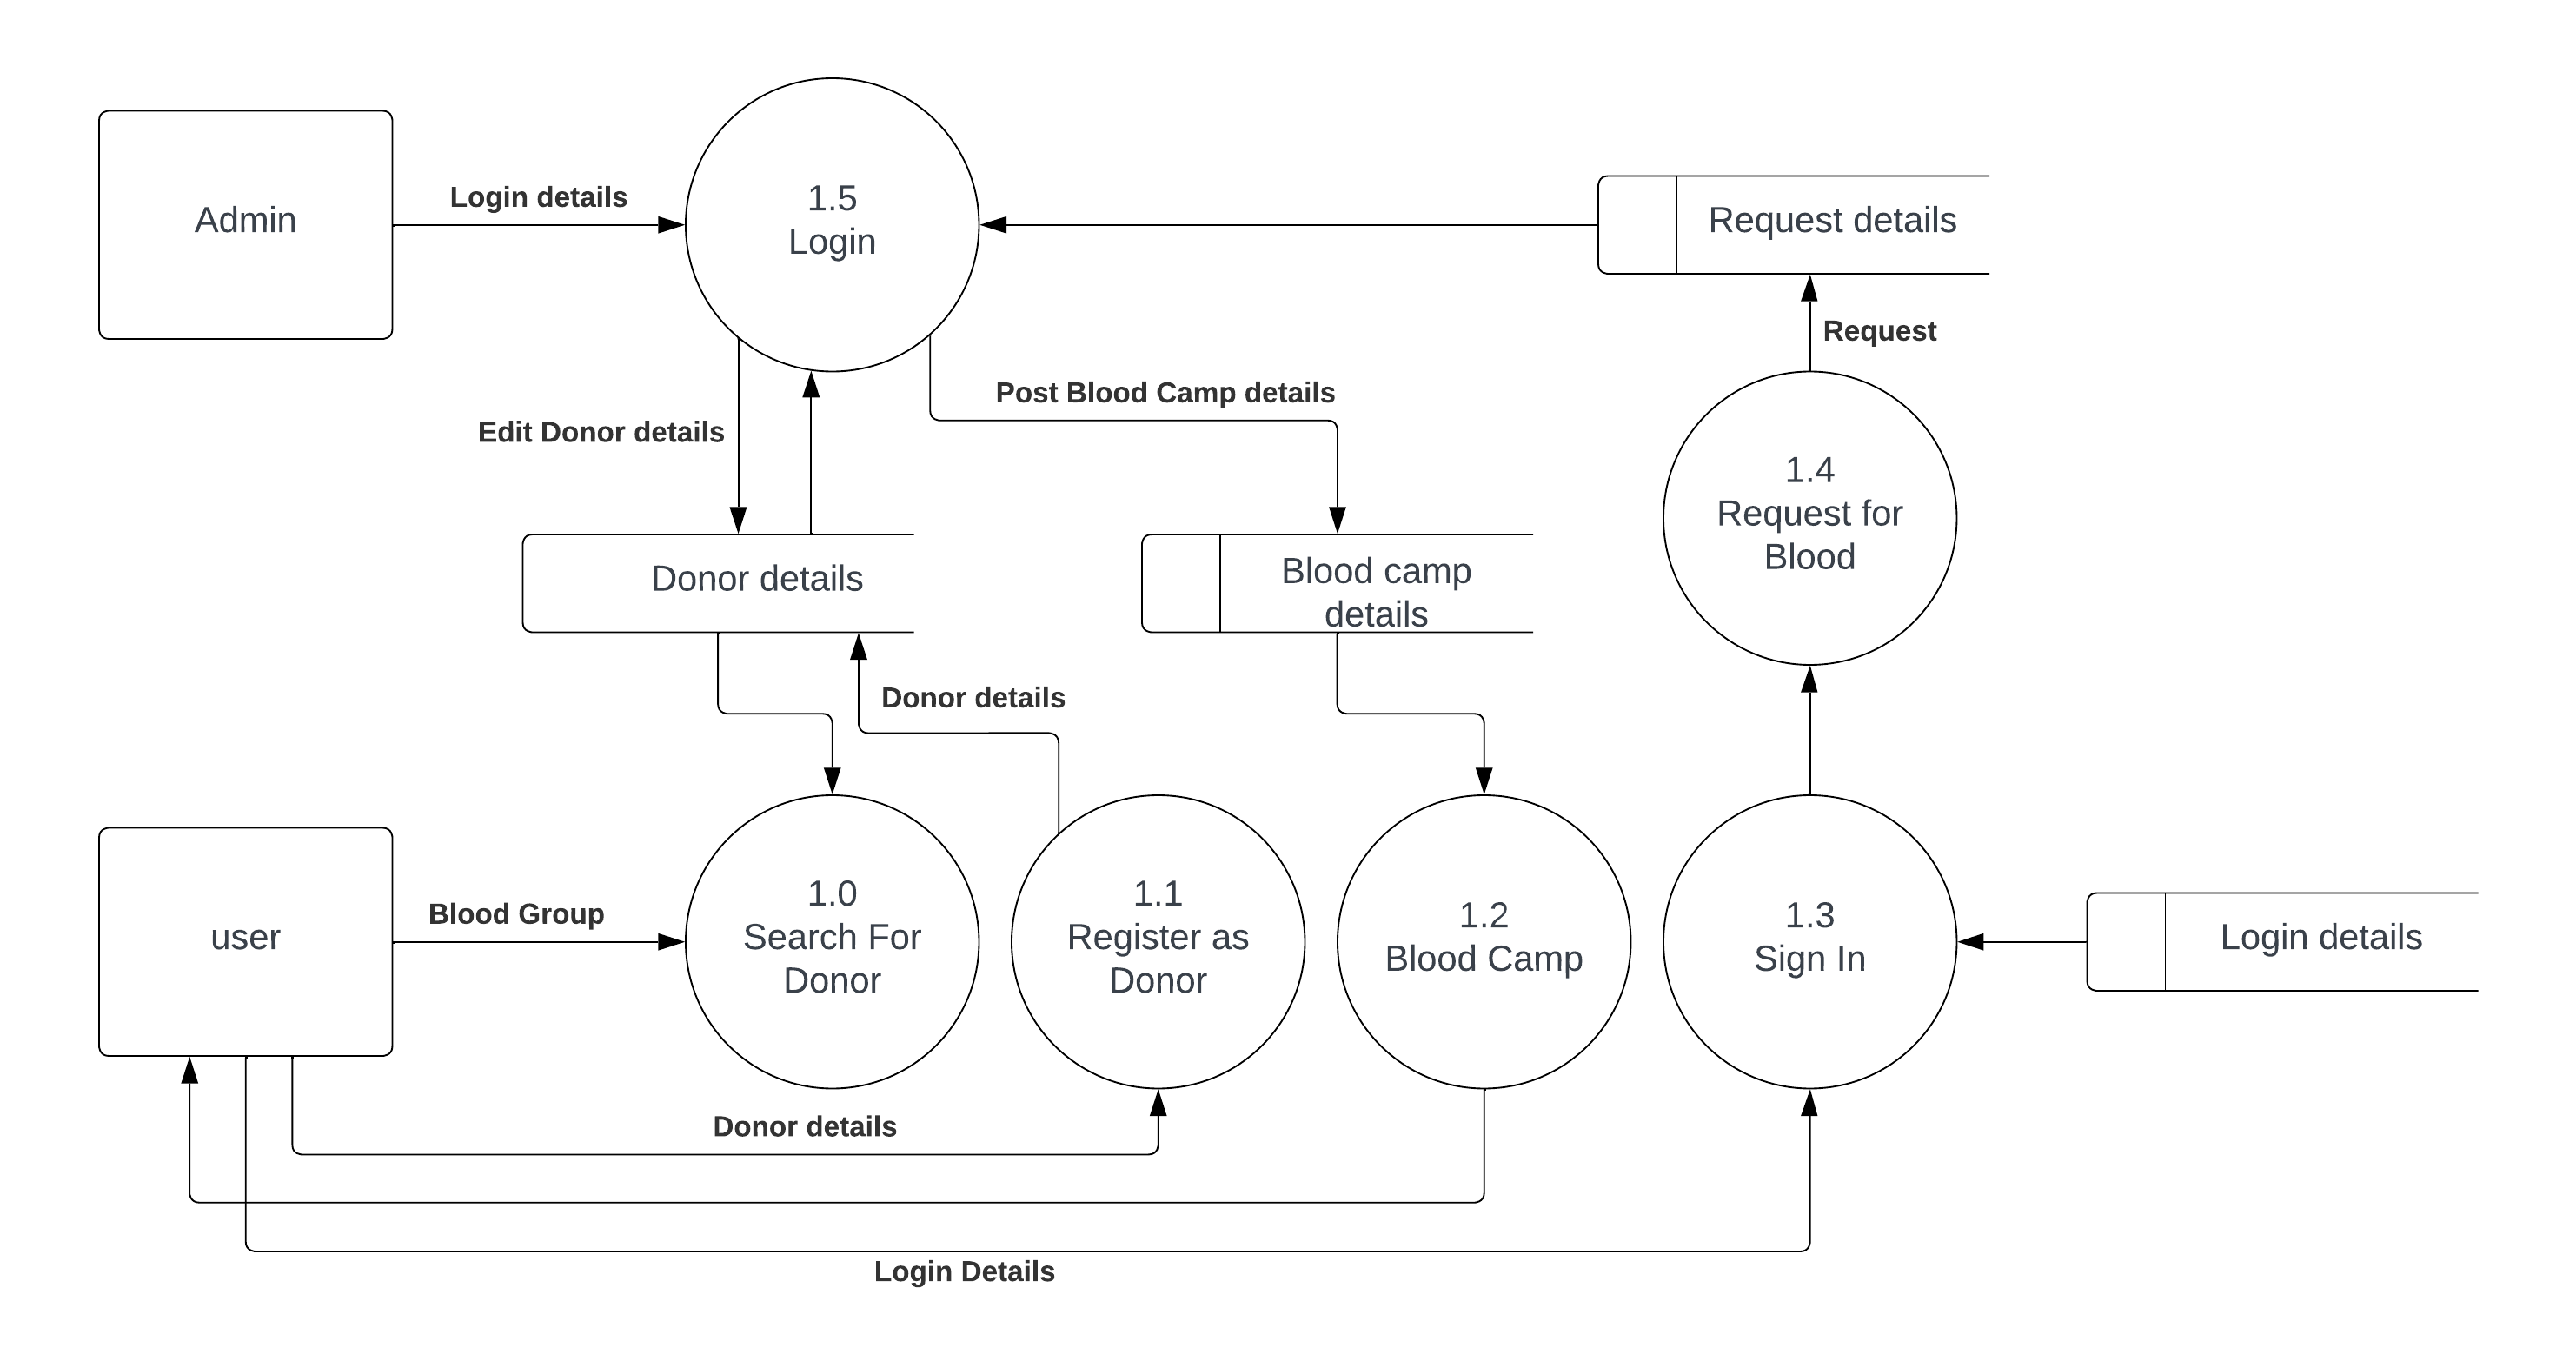 1.5
Login
Admin
Login details
Request details
Request
Post Blood Camp details
Edit Donor details
1.4
Request for
Blood
Donor details
Blood camp
details
Donor details
user
Blood Group
1.0
Search For
Donor
1.1
Register as
Donor
1.2
Blood Camp
1.3
Sign In
Login details
Donor details
Login Details